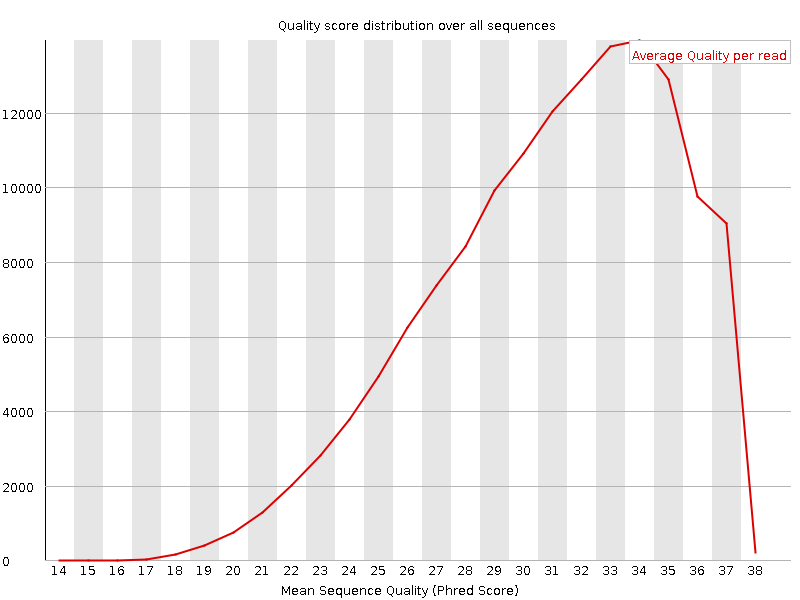 Quality score distribution over all sequences
Average Quality per read
12000
10000
8000
6000
4000
2000
0
14 15 16 17 18 19 20 21 22 23 24 25 26 27 28 29 30 31 32 33 34 35 36 37 38
Mean Sequence Quality (Phred Score)